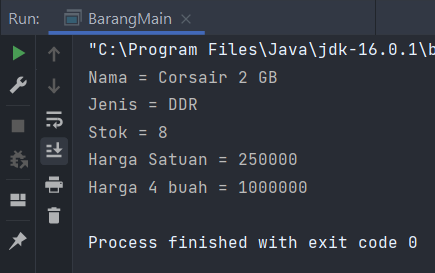 Run: BarangMain
"C:\Program Files\Java\jdk-16.0.1\b
Nama = Corsair 2 GB
Jenis = DDR
Stok = 8
Harga Satuan = 250000
Harga 4 buah = 1000000
Process finished with exit code 0